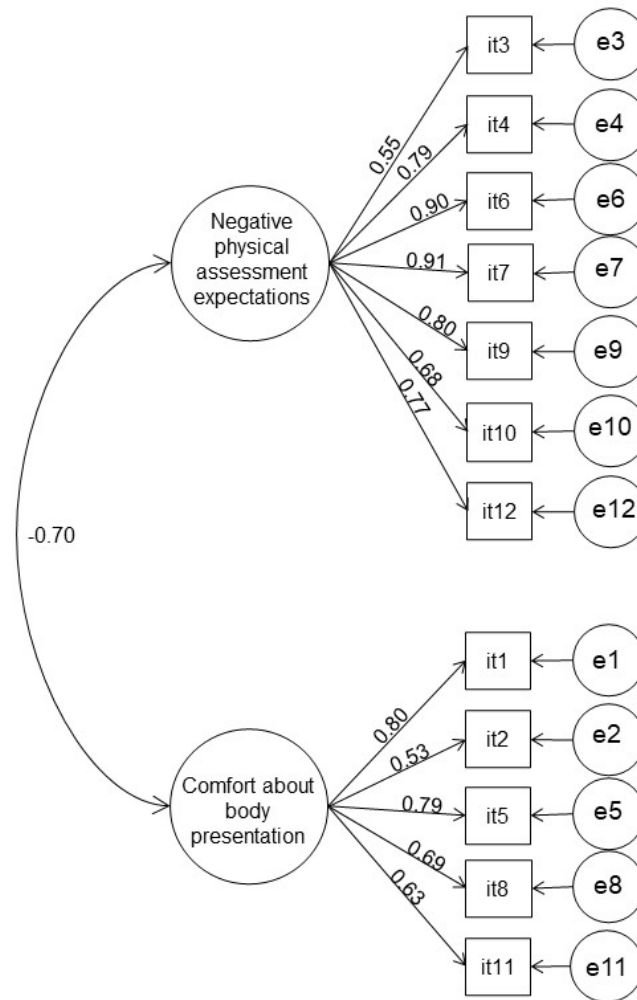 it3
e3
0.55
it4
e4
0.79
it6
e6
0.90
Negative
physical
assessment
expectations
it7
e7
0.91
it9
e9
0.80
it10
e10
0.68
it12
e12
0.77
-0.70
it1
e1
0.80
it2
e2
0.53
Comfort about
body
presentation
it5
e5
0.79
it8
e8
0.69
it11
e11
0.63